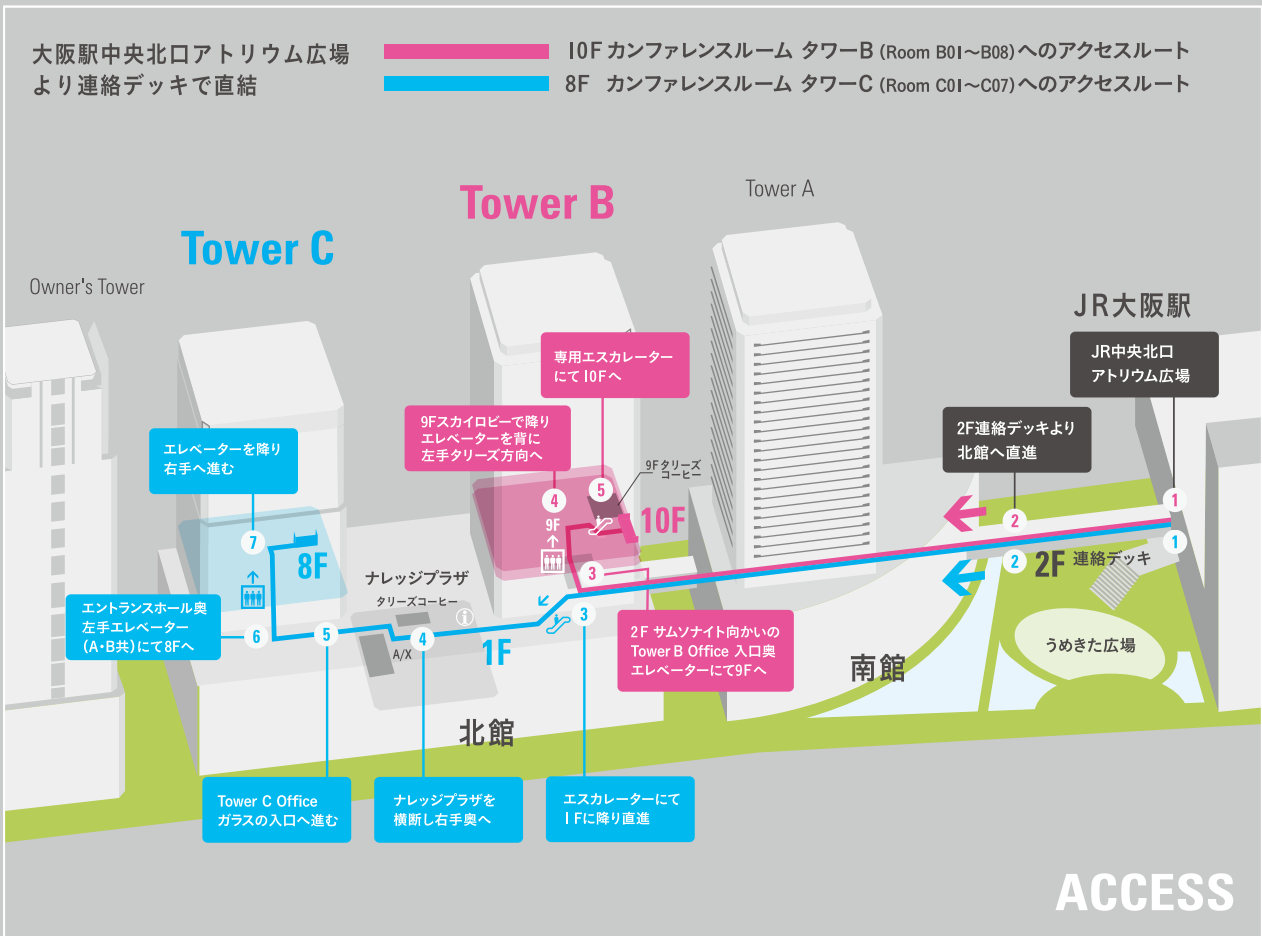 大阪駅中央北口アトリウム広場
より連絡デッキで直結
10F カンファレンスルーム タワーB (Room B01〜B08) へのアクセスルート
8F カンファレンスルーム タワーC (Room C01〜C07) へのアクセスルート
Tower A
Tower B
Tower C
Owner's Tower
JR大阪駅
JR中央北口
アトリウム広場
2F連絡デッキより
北館へ直進
専用エスカレーター
にて10Fへ
9Fスカイロビーで降り
エレベーターを背に
左手タリーズ方向へ
エレベーターを降り
右手へ進む
9Fタリーズ
コーヒー
4
5
9F
10F
1
2
1
2
2F 連絡デッキ
7
8F
3
ナレッジプラザ
タリーズコーヒー
i
A/X
3
1F
4
5
6
エントランスホール奥
左手エレベーター
(A・B共)にて8Fへ
2F サムソナイト向かいの
Tower B Office 入口奥
エレベーターにて9Fへ
うめきた広場
南館
北館
Tower C Office
ガラスの入口へ進む
ナレッジプラザを
横断し右手奥へ
エスカレーターにて
1Fに降り直進
ACCESS